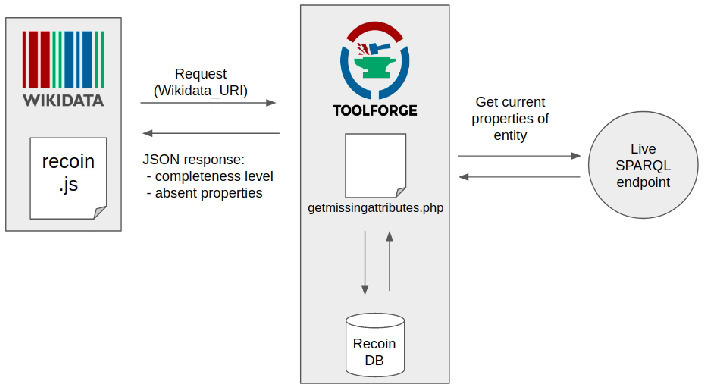 WIKIDATA
recoin
.js
Request
(Wikidata_URI)
JSON response:
- completeness level
- absent properties
TOOLFORGE
getmissingattributes.php
Recoin
DB
Get current
properties of
entity
Live
SPARQL
endpoint